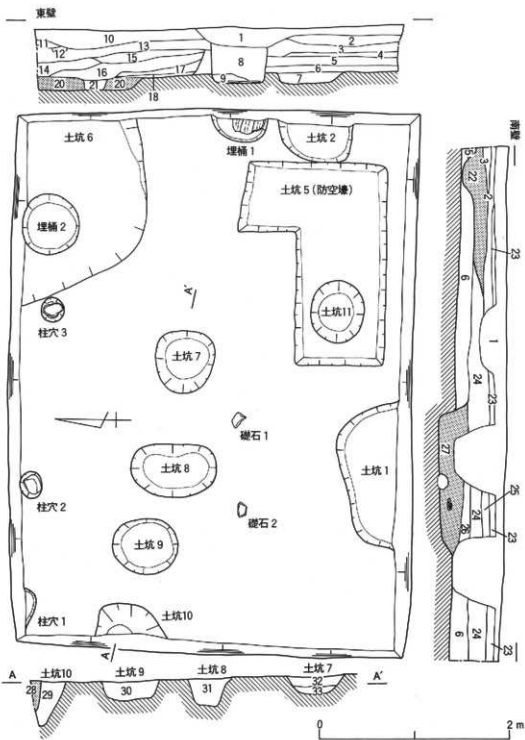 東壁
1
10
2
11
12
13
3
4
15
8
5
14
16
17
6
9
7
20
21
20
18
土坑 6
埋桶 1
土坑 2
南壁
土坑 5 (防空壕)
埋桶 2
A'
土坑11
柱穴 3
土坑 7
礎石 1
土坑 8
土坑 1
柱穴 2
礎石 2
土坑 9
柱穴 1
土坑10
A
5
3
22
2
23
6
1
24
23
27
25
24
26
23
6
24
23
A
土坑10
土坑 9
土坑 8
土坑 7
A'
28
29
30
31
32
33
0
2 m